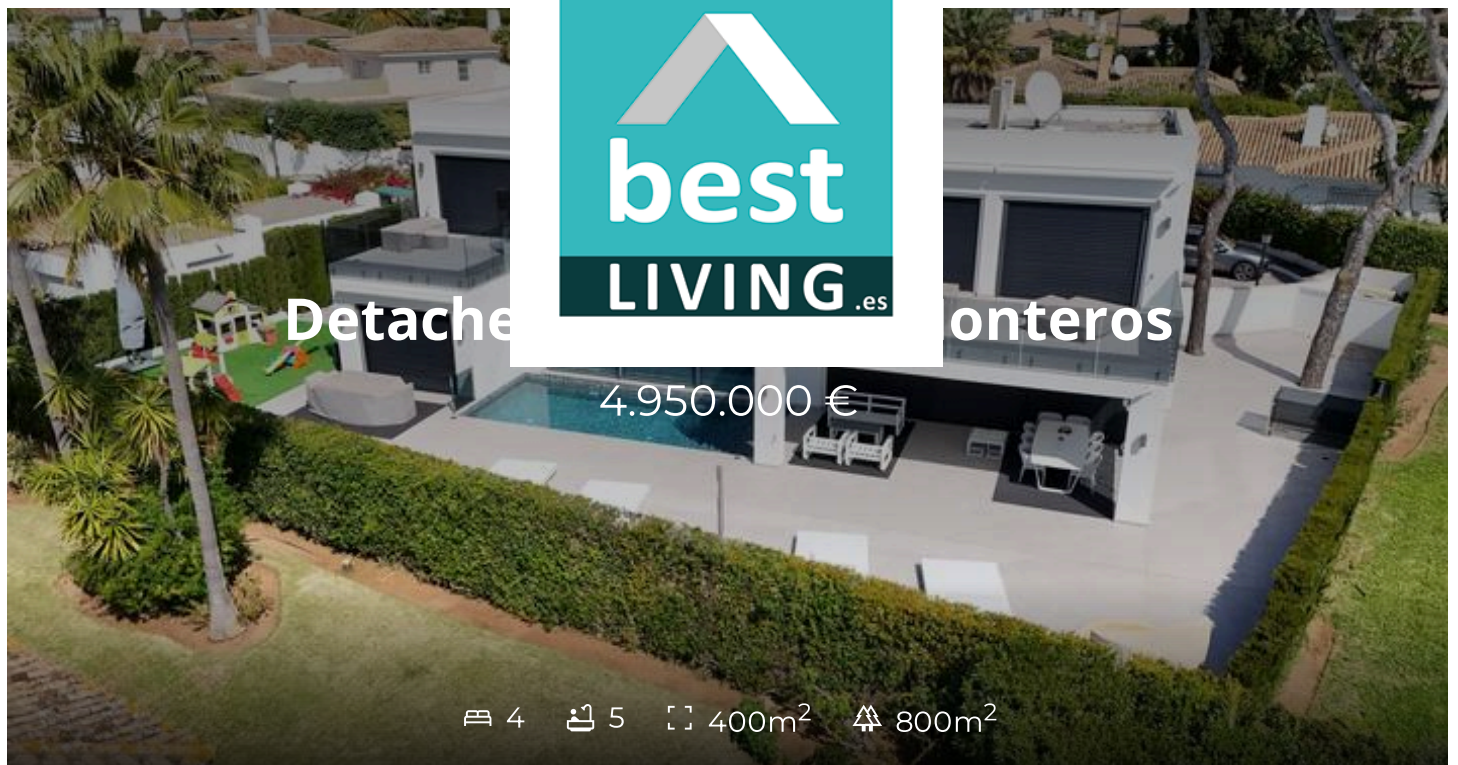 best
LIVING.es
Detache onteros
4.950.000 €
4 5 400m² 800m²